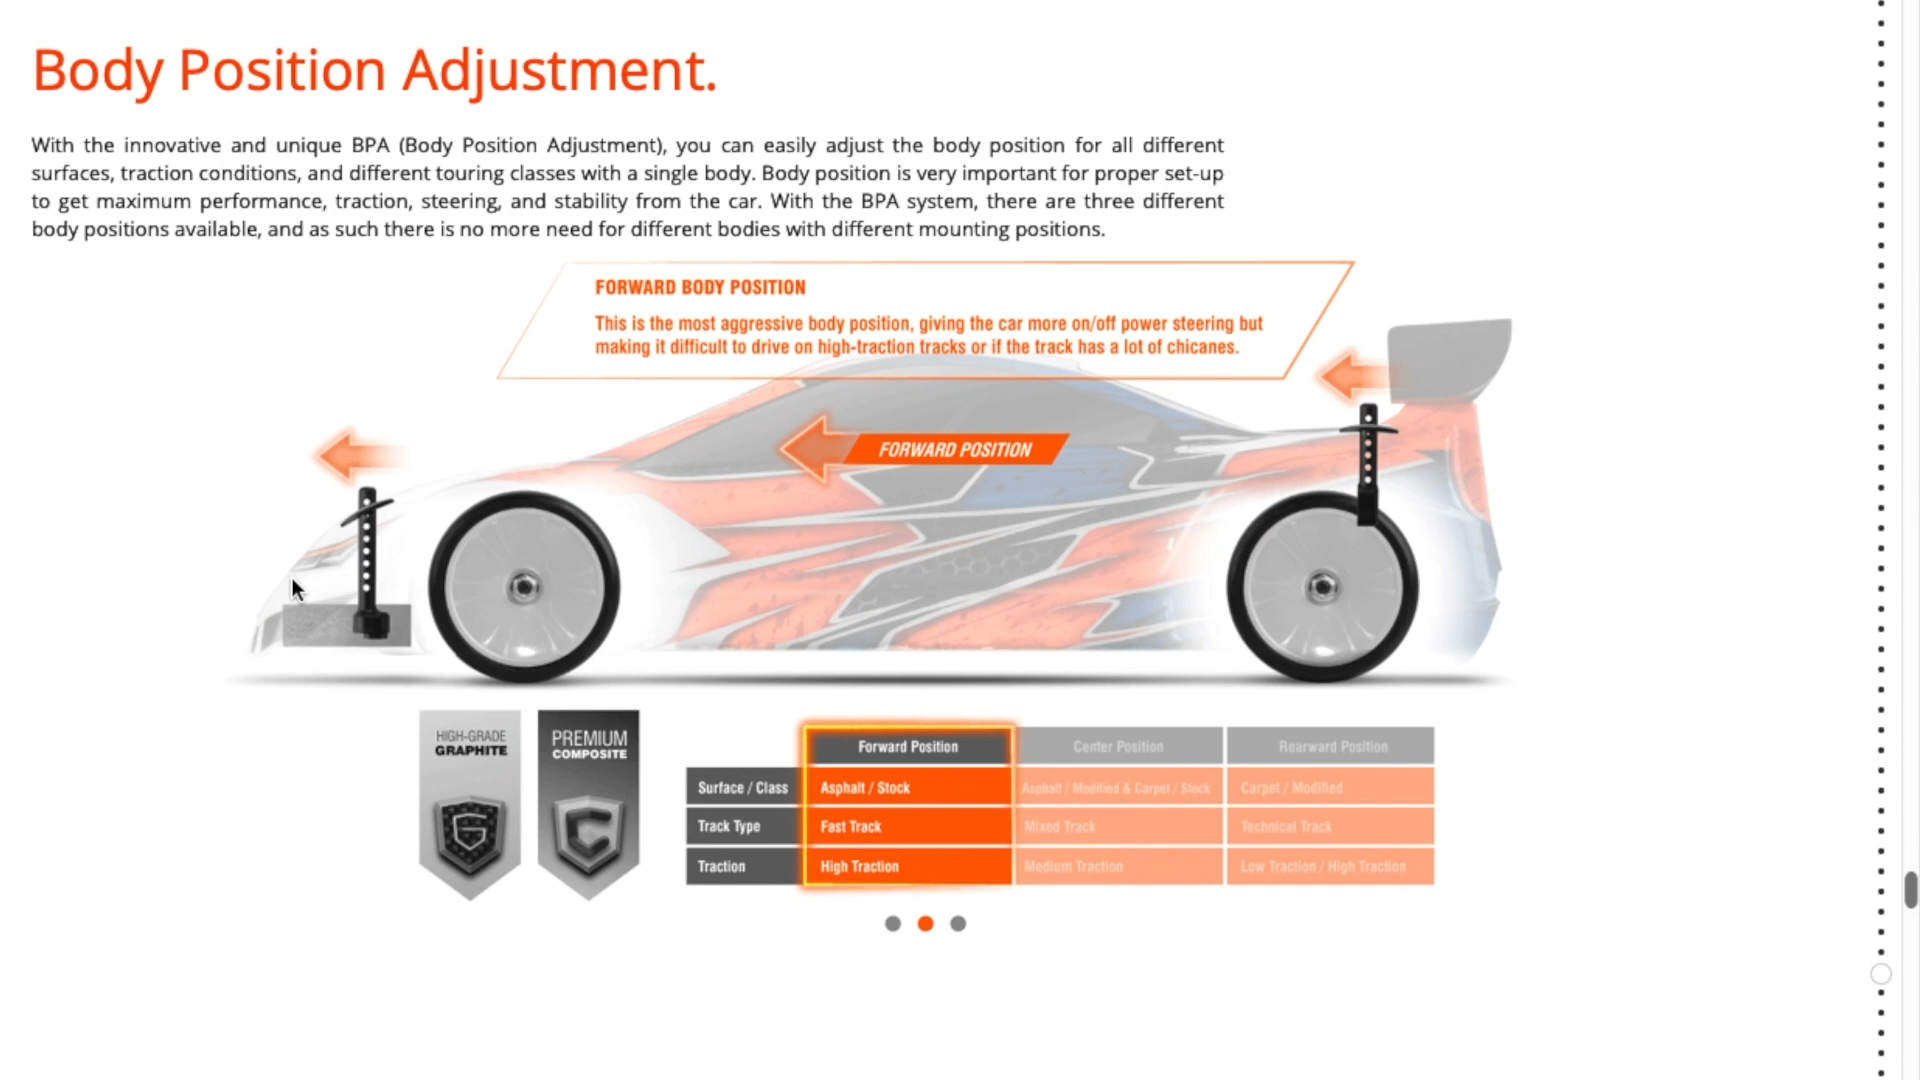 Body Position Adjustment.
With the innovative and unique BPA (Body Position Adjustment), you can easily adjust the body position for all different
surfaces, traction conditions, and different touring classes with a single body. Body position is very important for proper set-up
to get maximum performance, traction, steering, and stability from the car. With the BPA system, there are three different
body positions available, and as such there is no more need for different bodies with different mounting positions.
FORWARD BODY POSITION
This is the most aggressive body position, giving the car more on/off power steering but
making it difficult to drive on high-traction tracks or if the track has a lot of chicanes.
FORWARD POSITION
HIGH-GRADE
GRAPHITE
G
PREMIUM
COMPOSITE
C
Forward Position Center Position Rearward Position
Surface / Class Asphalt / Stock Asphalt / Modified & Carpet / Stock Carpet / Modified
Track Type Fast Track Mixed Track Technical Track
Traction High Traction Medium Traction Low Traction / High Traction